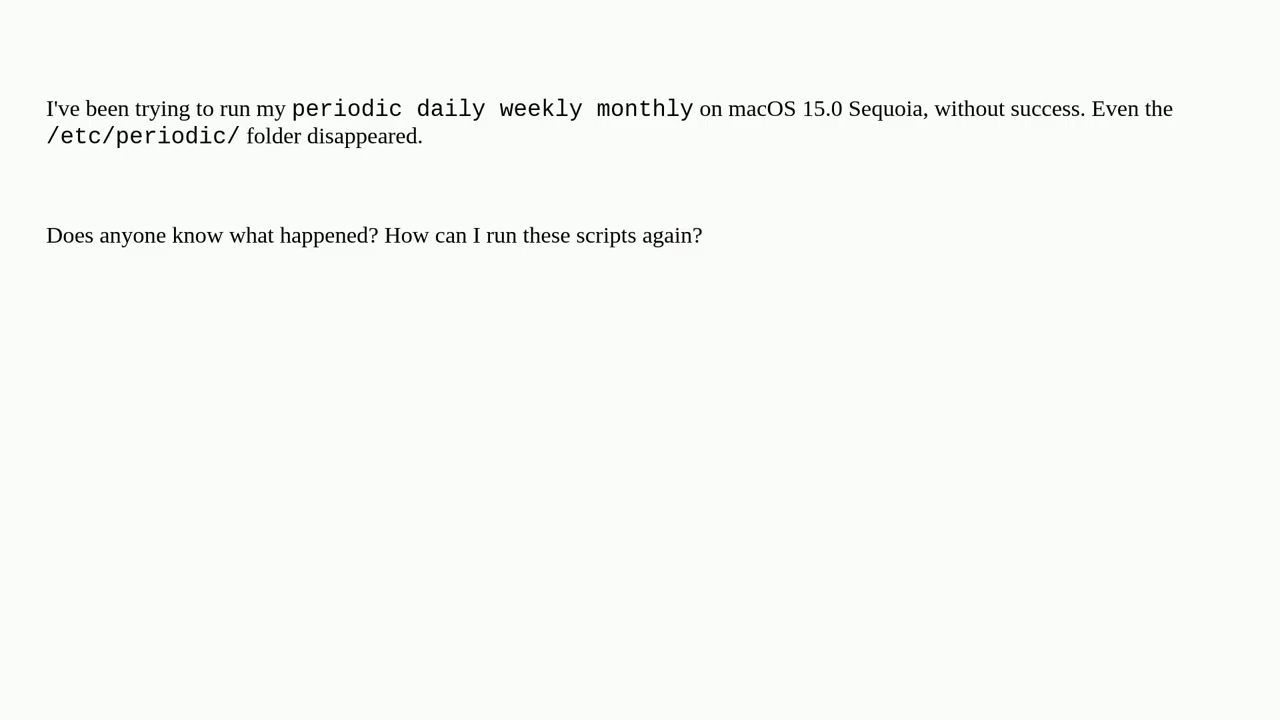 I've been trying to run my periodic daily weekly monthly on macOS 15.0 Sequoia, without success. Even the
/etc/periodic/ folder disappeared.
Does anyone know what happened? How can I run these scripts again?